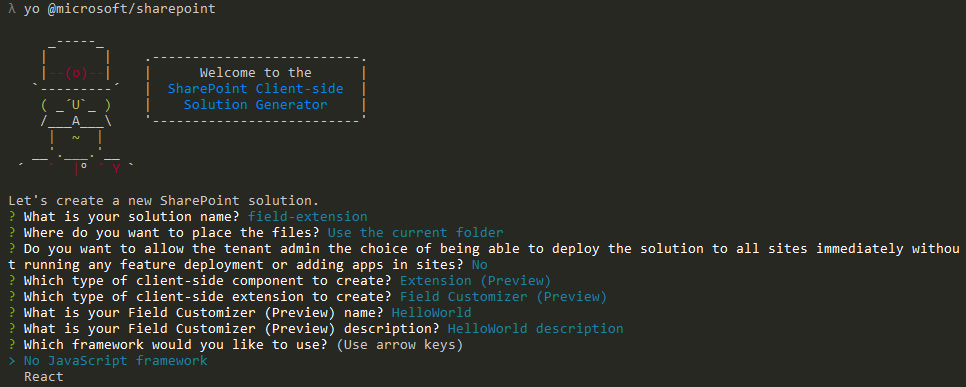 λ yo @microsoft/sharepoint
     _-----_
    |       |    .--------------------------.
    |--(o)--|    |      Welcome to the      |
   `---------´   |  SharePoint Client-side  |
    ( _´U`_ )    |    Solution Generator    |
    /___A___\    '--------------------------'
     |  ~  |
   __'.___.'__
 ´   `  |° ´ Y `
Let's create a new SharePoint solution.
? What is your solution name? field-extension
? Where do you want to place the files? Use the current folder
? Do you want to allow the tenant admin the choice of being able to deploy the solution to all sites immediately withou
t running any feature deployment or adding apps in sites? No
? Which type of client-side component to create? Extension (Preview)
? Which type of client-side extension to create? Field Customizer (Preview)
? What is your Field Customizer (Preview) name? HelloWorld
? What is your Field Customizer (Preview) description? HelloWorld description
? Which framework would you like to use? (Use arrow keys)
> No JavaScript framework
  React